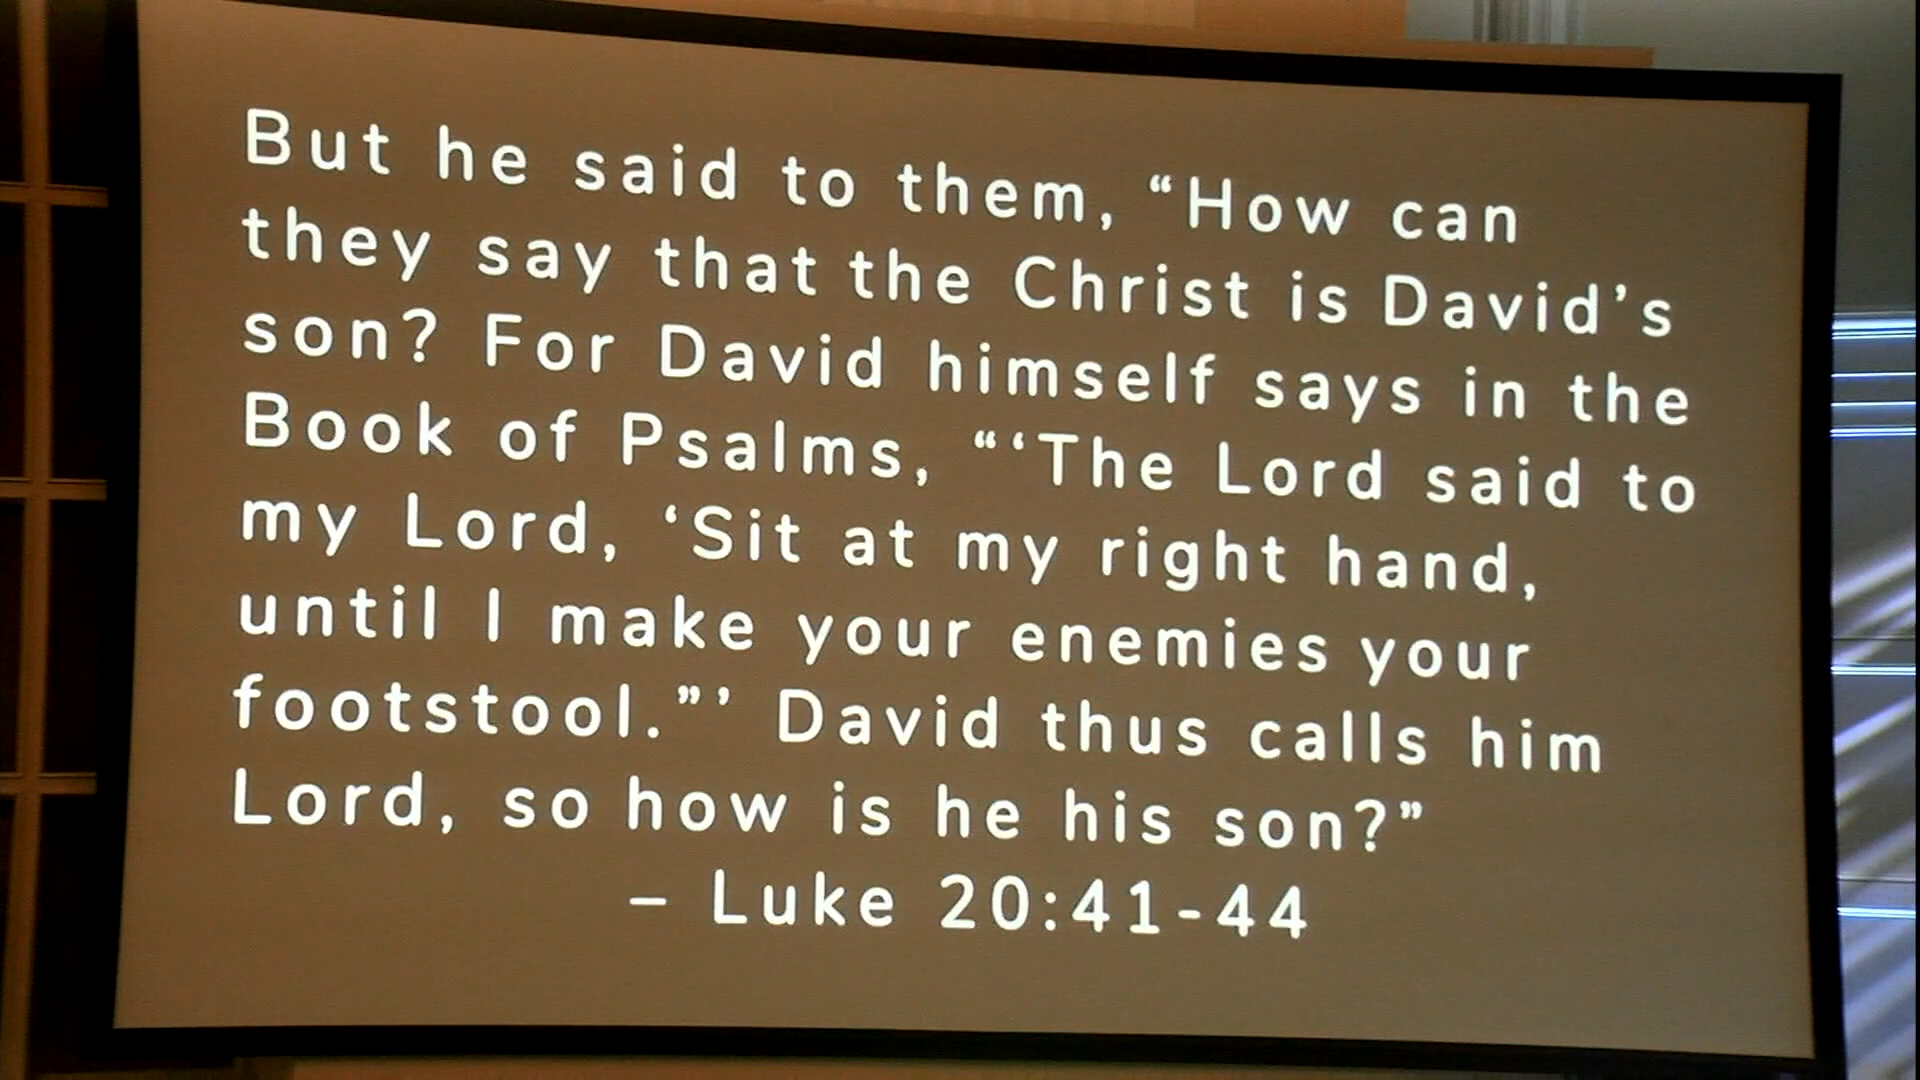 But he said to them, “How can
they say that the Christ is David’s
son? For David himself says in the
Book of Psalms, “‘The Lord said to
my Lord, ‘Sit at my right hand,
until I make your enemies your
footstool.”’ David thus calls him
Lord, so how is he his son?”
– Luke 20:41-44